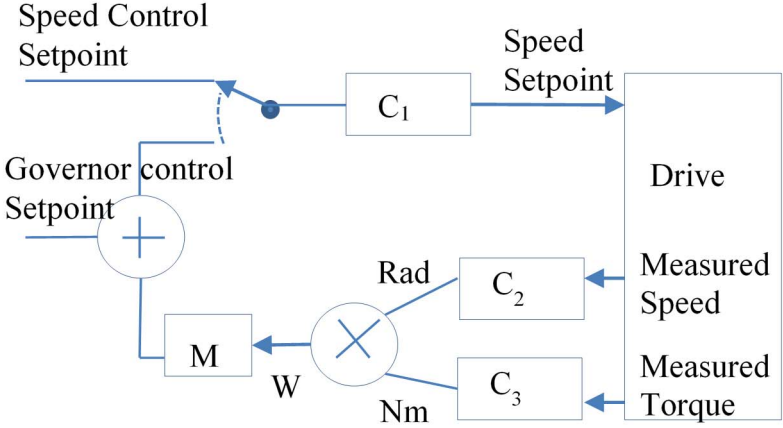 Speed Control
Setpoint
Speed
Setpoint
C₁
Governor control
Setpoint
Drive
+
Rad
C₂
Measured
Speed
×
M
W
Nm
C₃
Measured
Torque